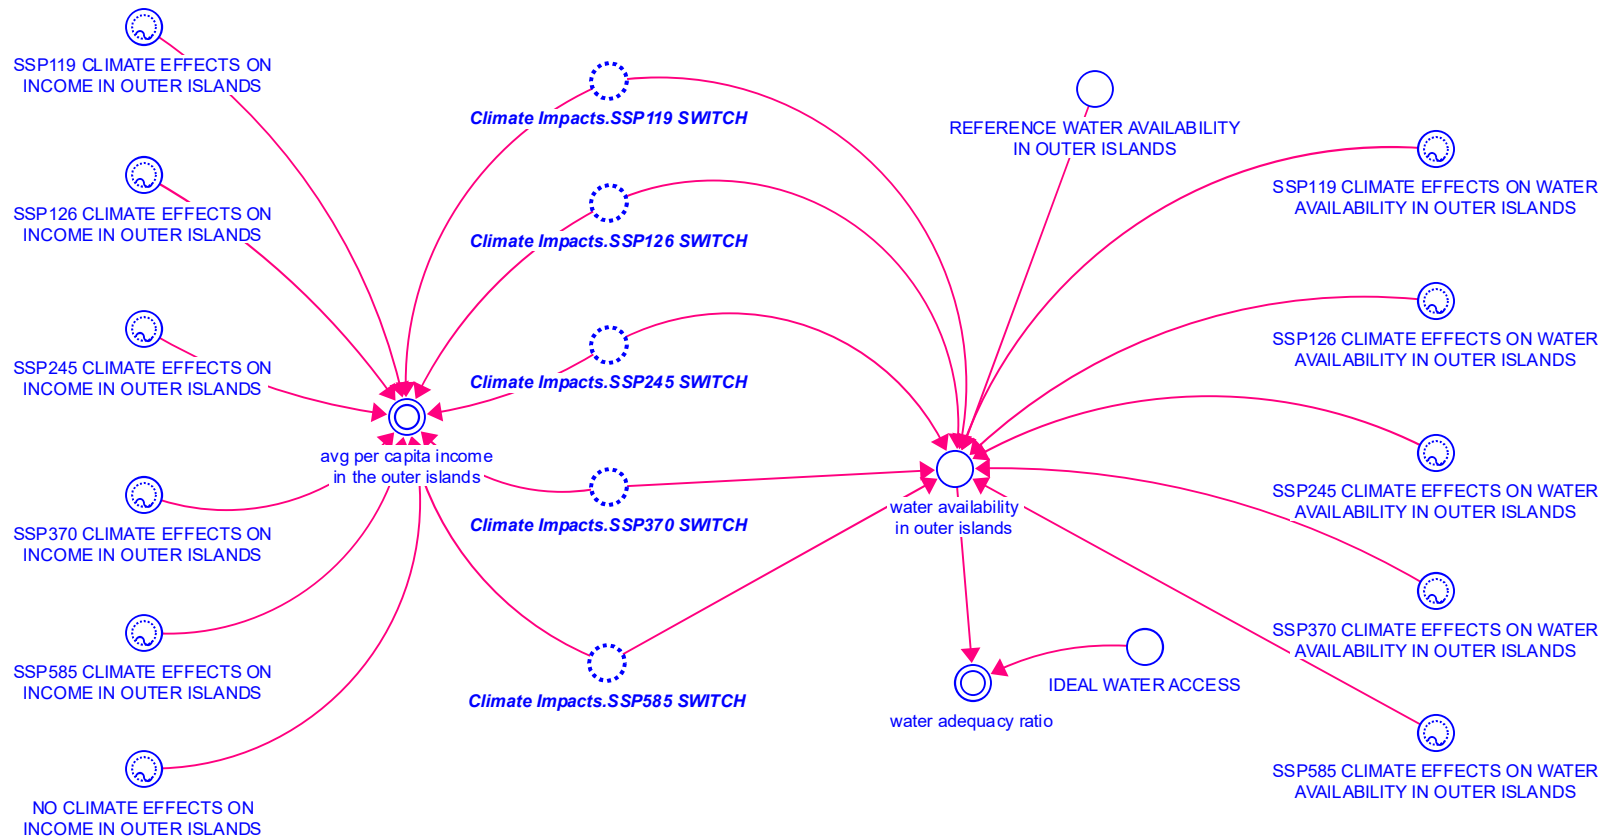 SSP119 CLIMATE EFFECTS ON
INCOME IN OUTER ISLANDS
SSP126 CLIMATE EFFECTS ON
INCOME IN OUTER ISLANDS
SSP245 CLIMATE EFFECTS ON
INCOME IN OUTER ISLANDS
SSP370 CLIMATE EFFECTS ON
INCOME IN OUTER ISLANDS
SSP585 CLIMATE EFFECTS ON
INCOME IN OUTER ISLANDS
NO CLIMATE EFFECTS ON
INCOME IN OUTER ISLANDS
avg per capita income
in the outer islands
Climate Impacts.SSP119 SWITCH
Climate Impacts.SSP126 SWITCH
Climate Impacts.SSP245 SWITCH
Climate Impacts.SSP370 SWITCH
Climate Impacts.SSP585 SWITCH
REFERENCE WATER AVAILABILITY
IN OUTER ISLANDS
water availability
in outer islands
IDEAL WATER ACCESS
water adequacy ratio
SSP119 CLIMATE EFFECTS ON WATER
AVAILABILITY IN OUTER ISLANDS
SSP126 CLIMATE EFFECTS ON WATER
AVAILABILITY IN OUTER ISLANDS
SSP245 CLIMATE EFFECTS ON WATER
AVAILABILITY IN OUTER ISLANDS
SSP370 CLIMATE EFFECTS ON WATER
AVAILABILITY IN OUTER ISLANDS
SSP585 CLIMATE EFFECTS ON WATER
AVAILABILITY IN OUTER ISLANDS